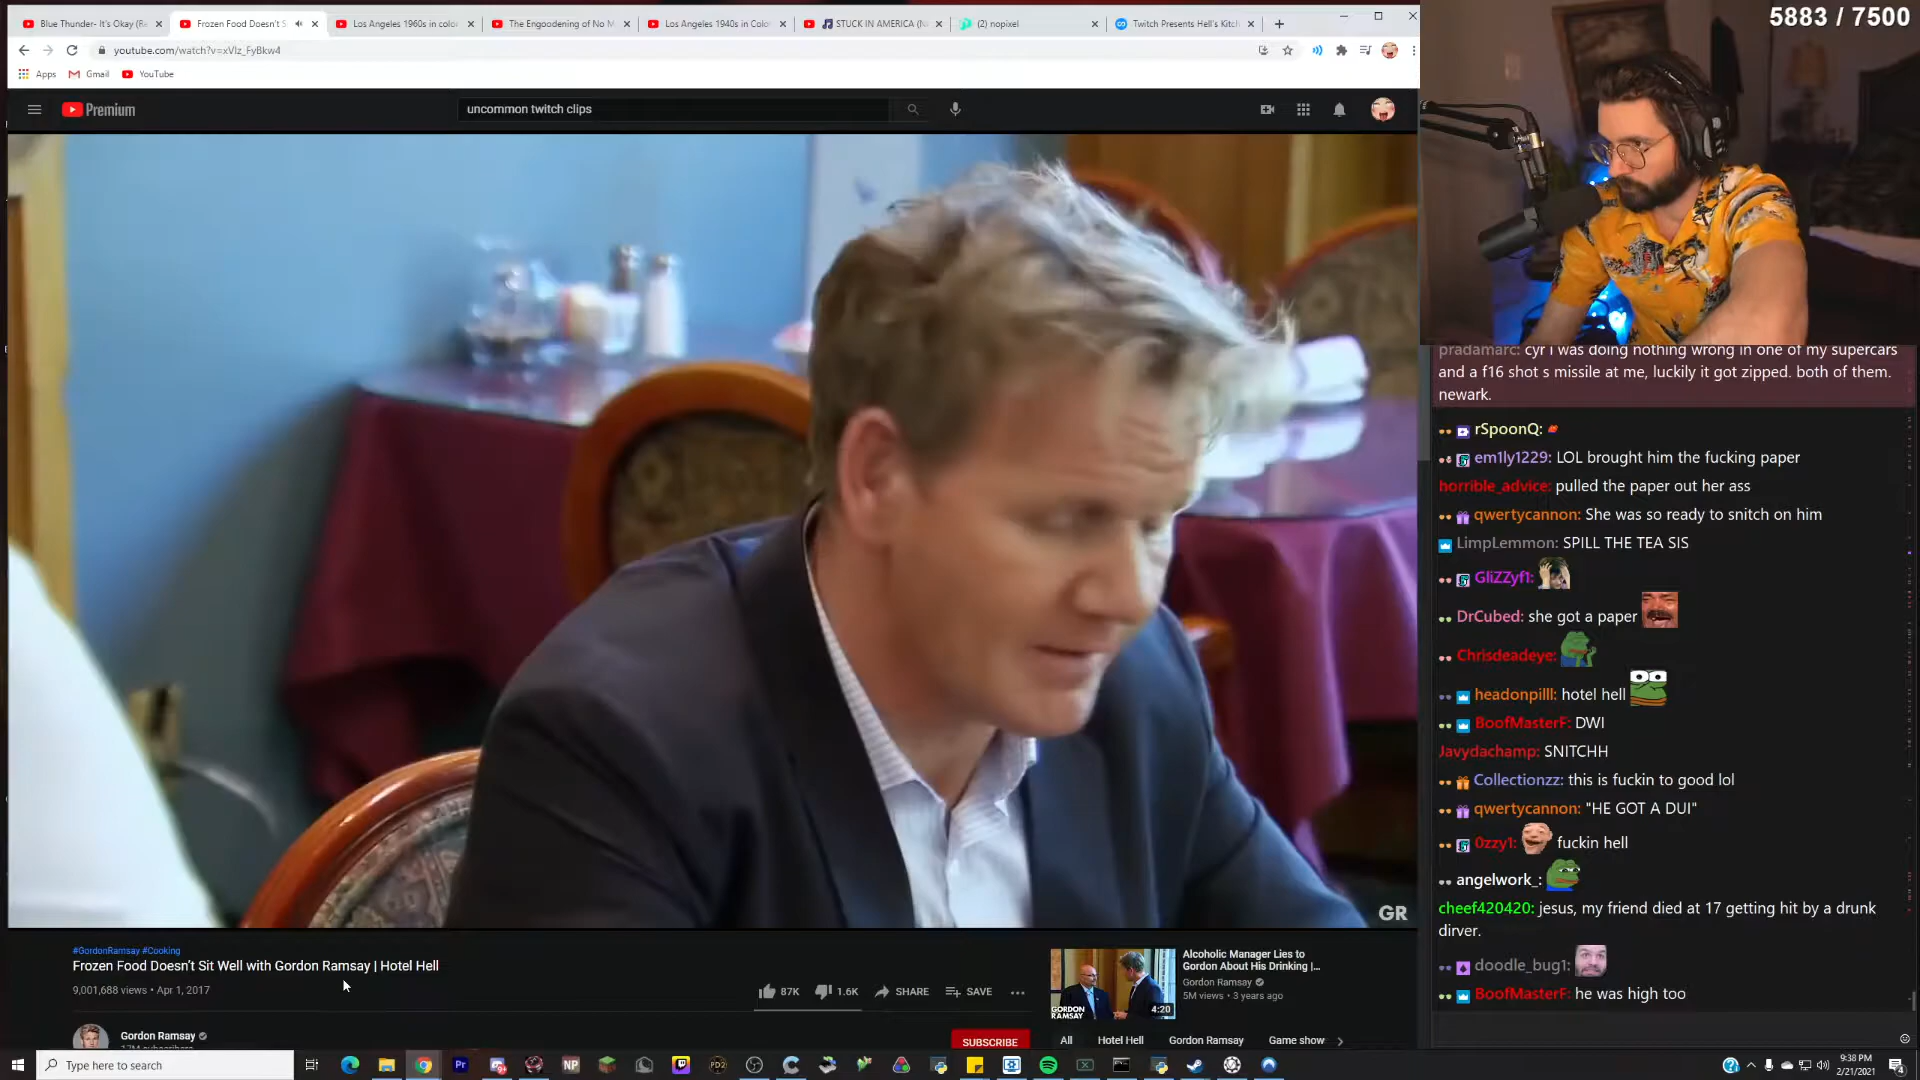 Blue Thunder- It's Okay (Re
Frozen Food Doesn't S
Los Angeles 1960s in color
The Engoodening of No M
Los Angeles 1940s in Color
STUCK IN AMERICA (N
(2) nopixel
Twitch Presents Hell's Kitch
5883 / 7500
youtube.com/watch?v=xVlz_FyBkw4
Apps
Gmail
YouTube
Premium
uncommon twitch clips
pradamarc: cyr i was doing nothing wrong in one of my supercars
and a f16 shot s missile at me, luckily it got zipped. both of them.
newark.
rSpoonQ:
em1ly1229: LOL brought him the fucking paper
horrible_advice: pulled the paper out her ass
qwertycannon: She was so ready to snitch on him
LimpLemmon: SPILL THE TEA SIS
GliZZyf1:
DrCubed: she got a paper
Chrisdeadeye:
headonpilll: hotel hell
BoofMasterF: DWI
Javydachamp: SNITCHH
Collectionzz: this is fuckin to good lol
qwertycannon: "HE GOT A DUI"
0zzy1: fuckin hell
angelwork_:
cheef420420: jesus, my friend died at 17 getting hit by a drunk
dirver.
doodle_bug1:
BoofMasterF: he was high too
GR
#GordonRamsay #Cooking
Frozen Food Doesn't Sit Well with Gordon Ramsay | Hotel Hell
9,001,688 views • Apr 1, 2017
87K
1.6K
SHARE
SAVE
Gordon Ramsay
SUBSCRIBE
GORDON
RAMSAY
4:20
Alcoholic Manager Lies to
Gordon About His Drinking |...
Gordon Ramsay
5M views • 3 years ago
All
Hotel Hell
Gordon Ramsay
Game show
Type here to search
Pr
NP
PD2
9:38 PM
2/21/2021